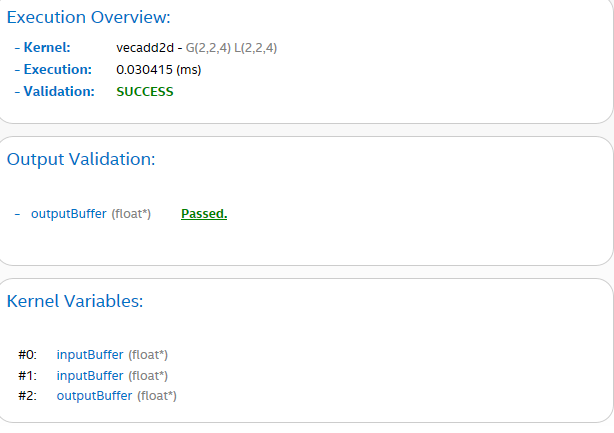 Execution Overview:
- Kernel: vecadd2d - G(2,2,4) L(2,2,4)
- Execution: 0.030415 (ms)
- Validation: SUCCESS
Output Validation:
- outputBuffer (float*) Passed.
Kernel Variables:
#0: inputBuffer (float*)
#1: inputBuffer (float*)
#2: outputBuffer (float*)